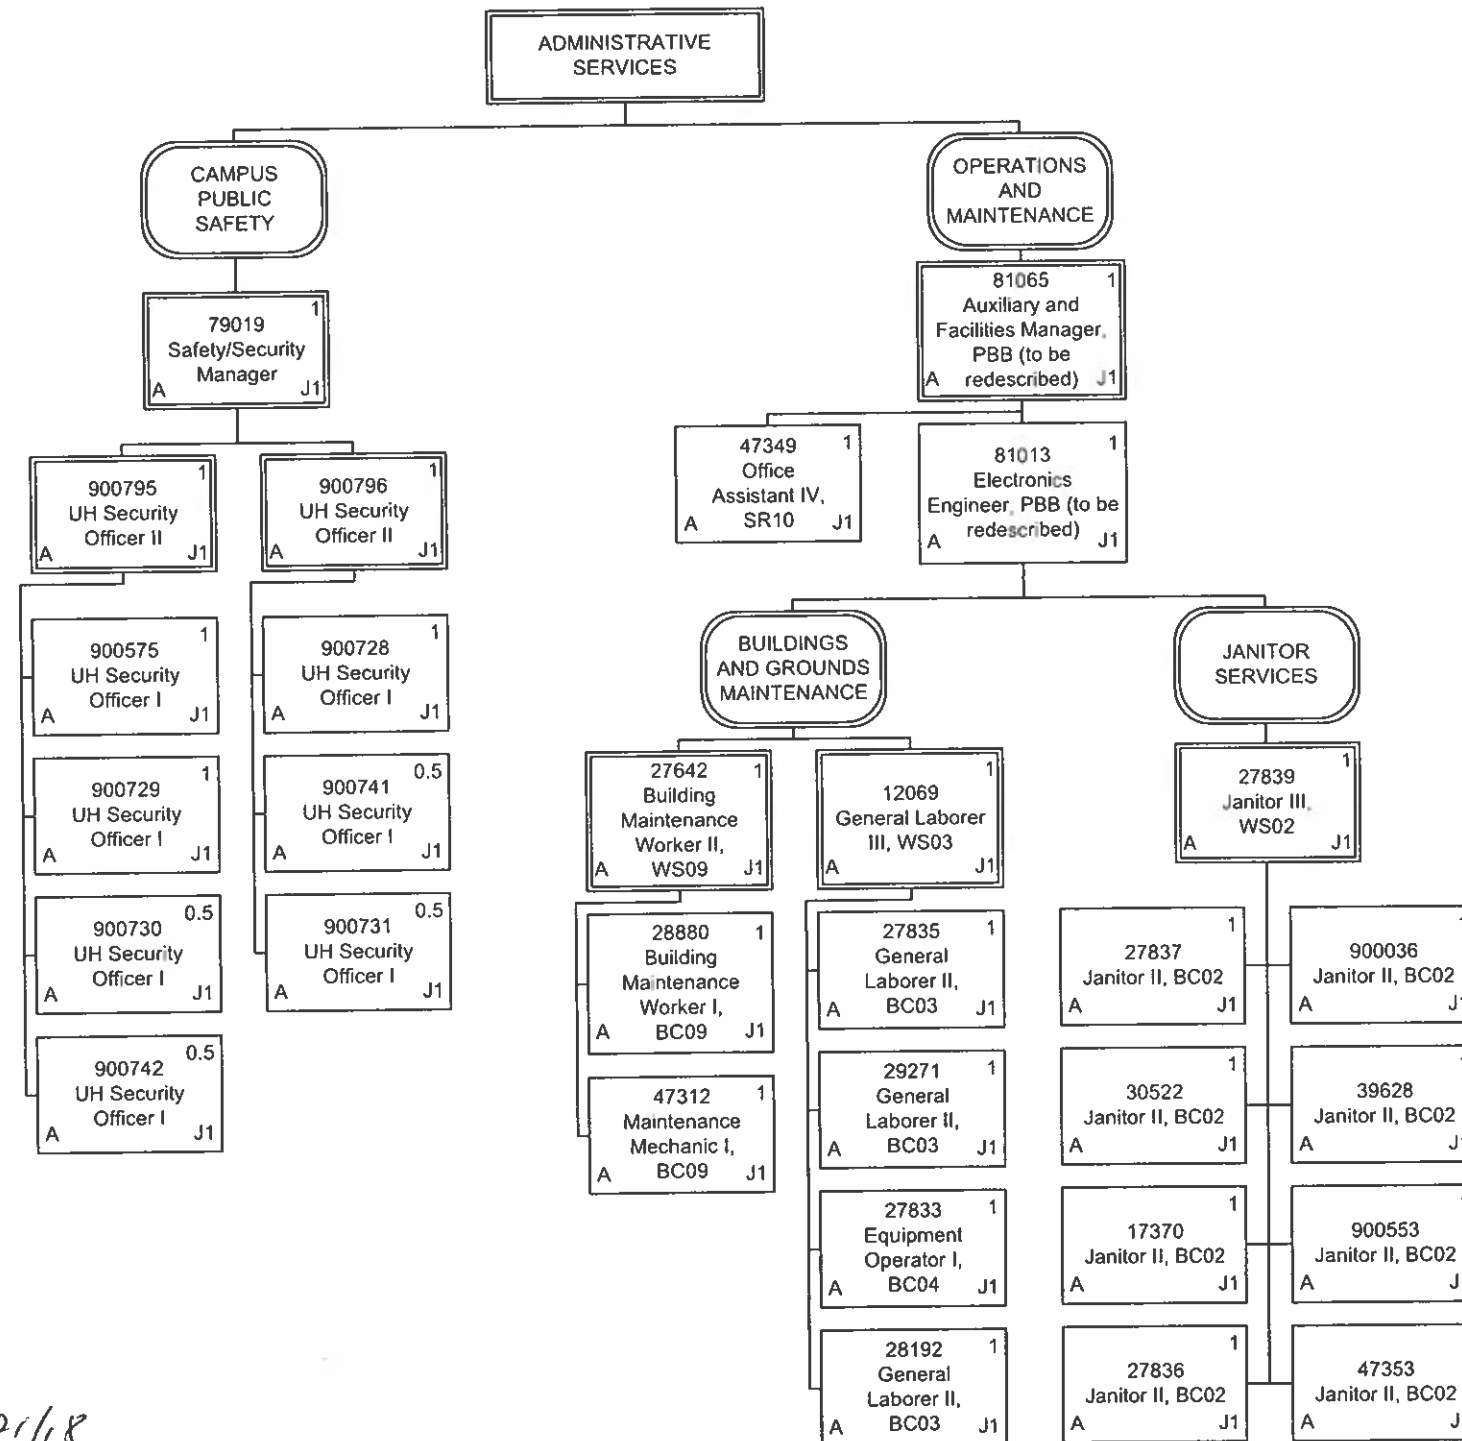 ADMINISTRATIVE
SERVICES
CAMPUS
PUBLIC
SAFETY
OPERATIONS
AND
MAINTENANCE
1
79019
Safety/Security
Manager
A J1
81065 1
Auxiliary and
Facilities Manager,
PBB (to be
A redescribed) J1
47349 1
Office
Assistant IV,
A SR10 J1
81013 1
Electronics
Engineer, PBB (to be
A redescribed) J1
1
900795
UH Security
Officer II
A J1
1
900796
UH Security
Officer II
A J1
1
900575
UH Security
Officer I
A J1
1
900729
UH Security
Officer I
A J1
0.5
900730
UH Security
Officer I
A J1
0.5
900742
UH Security
Officer I
A J1
1
900728
UH Security
Officer I
A J1
0.5
900741
UH Security
Officer I
A J1
0.5
900731
UH Security
Officer I
A J1
BUILDINGS
AND GROUNDS
MAINTENANCE
JANITOR
SERVICES
27642 1
Building
Maintenance
Worker II,
A WS09 J1
28880 1
Building
Maintenance
Worker I,
A BC09 J1
47312 1
Maintenance
Mechanic I,
A BC09 J1
1
12069
General Laborer
III, WS03
A J1
27835 1
General
Laborer II,
A BC03 J1
29271 1
General
Laborer II,
A BC03 J1
27833 1
Equipment
Operator I,
A BC04 J1
28192 1
General
Laborer II,
A BC03 J1
1
27839
Janitor III,
WS02
A J1
1
27837
Janitor II, BC02
A J1
1
30522
Janitor II, BC02
A J1
1
17370
Janitor II, BC02
A J1
1
27836
Janitor II, BC02
A J1
900036
Janitor II, BC02
A
39628
Janitor II, BC02
A
900553
Janitor II, BC02
A
47353
Janitor II, BC02
A